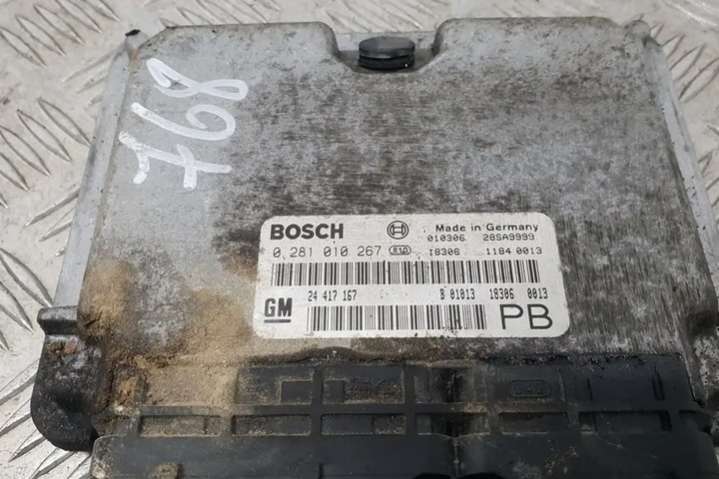 768
BOSCH Made in Germany
010306 28SA9999
0 281 010 267 18306 1184 0013
GM 24 417 167 B 01013 18306 0013
PB